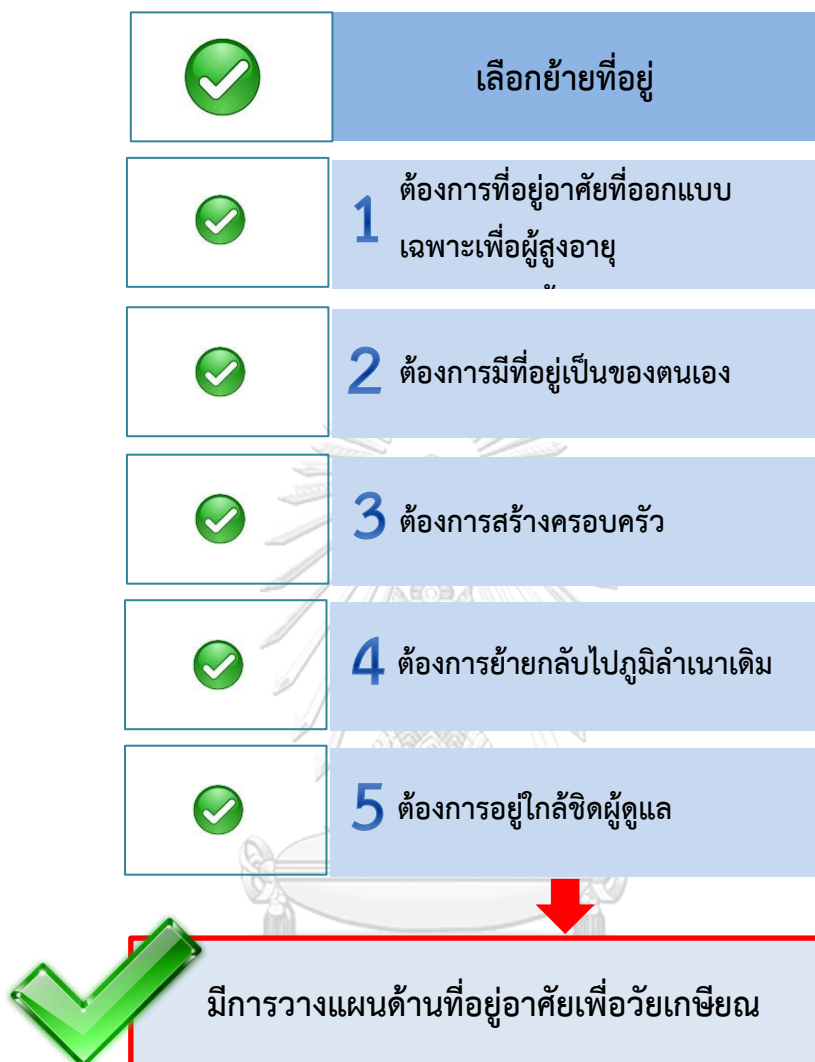 เลือกย้ายที่อยู่
1 ต้องการที่อยู่อาศัยที่ออกแบบ
เฉพาะเพื่อผู้สูงอายุ
2 ต้องการมีที่อยู่เป็นของตนเอง
3 ต้องการสร้างครอบครัว
4 ต้องการย้ายกลับไปภูมิลำเนาเดิม
5 ต้องการอยู่ใกล้ชิดผู้ดูแล
มีการวางแผนด้านที่อยู่อาศัยเพื่อวัยเกษียณ